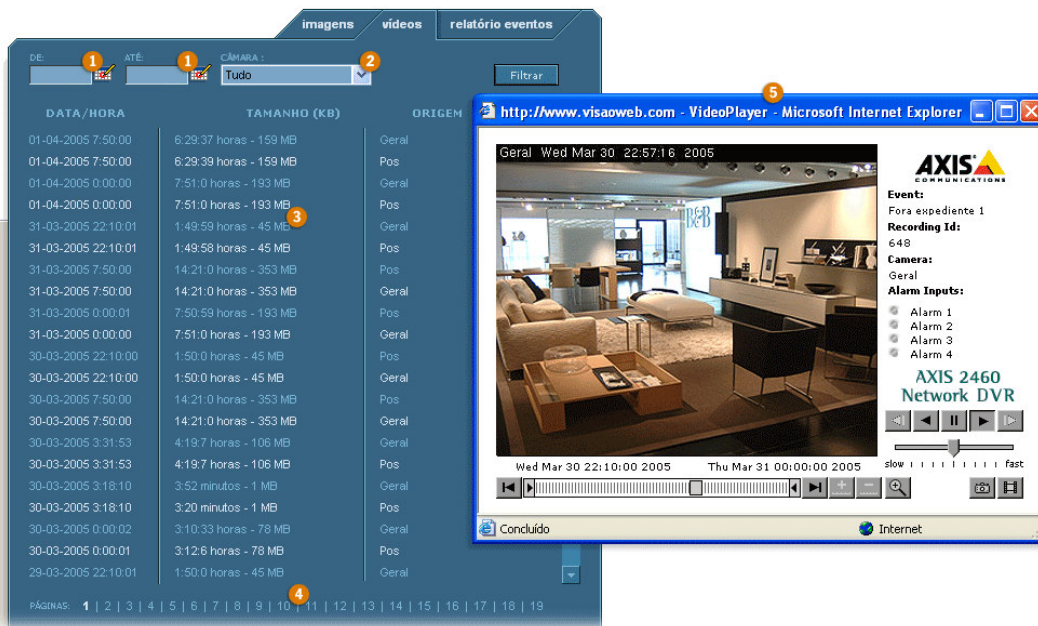 imagens
vídeos
relatório eventos
DE:
1
ATÉ:
1
CÂMARA :
2
Tudo
Filtrar
DATA/HORA TAMANHO (KB) ORIGEM
01-04-2005 7:50:00 6:29:37 horas - 159 MB Geral
01-04-2005 7:50:00 6:29:39 horas - 159 MB Pos
01-04-2005 0:00:00 7:51:0 horas - 193 MB Geral
01-04-2005 0:00:00 7:51:0 horas - 193 MB Pos
3
31-03-2005 22:10:01 1:49:59 horas - 45 MB Geral
31-03-2005 22:10:01 1:49:58 horas - 45 MB Pos
31-03-2005 7:50:00 14:21:0 horas - 353 MB Pos
31-03-2005 7:50:00 14:21:0 horas - 353 MB Geral
31-03-2005 0:00:01 7:50:59 horas - 193 MB Pos
31-03-2005 0:00:00 7:51:0 horas - 193 MB Geral
30-03-2005 22:10:00 1:50:0 horas - 45 MB Pos
30-03-2005 22:10:00 1:50:0 horas - 45 MB Geral
30-03-2005 7:50:00 14:21:0 horas - 353 MB Pos
30-03-2005 7:50:00 14:21:0 horas - 353 MB Geral
30-03-2005 3:31:53 4:19:7 horas - 106 MB Geral
30-03-2005 3:31:53 4:19:7 horas - 106 MB Pos
30-03-2005 3:18:10 3:52 minutos - 1 MB Geral
30-03-2005 3:18:10 3:20 minutos - 1 MB Pos
30-03-2005 0:00:02 3:10:33 horas - 78 MB Geral
30-03-2005 0:00:01 3:12:6 horas - 78 MB Pos
29-03-2005 22:10:01 1:50:0 horas - 45 MB Geral
4
PÁGINAS: 1 | 2 | 3 | 4 | 5 | 6 | 7 | 8 | 9 | 10 | 11 | 12 | 13 | 14 | 15 | 16 | 17 | 18 | 19
5
http://www.visaoweb.com - VideoPlayer - Microsoft Internet Explorer
Geral Wed Mar 30 22:57:16 2005
B&B
AXIS
COMMUNICATIONS
Event:
Fora expediente 1
Recording Id:
648
Camera:
Geral
Alarm Inputs:
Alarm 1
Alarm 2
Alarm 3
Alarm 4
AXIS 2460
Network DVR
slow fast
Wed Mar 30 22:10:00 2005 Thu Mar 31 00:00:00 2005
Concluído
Internet